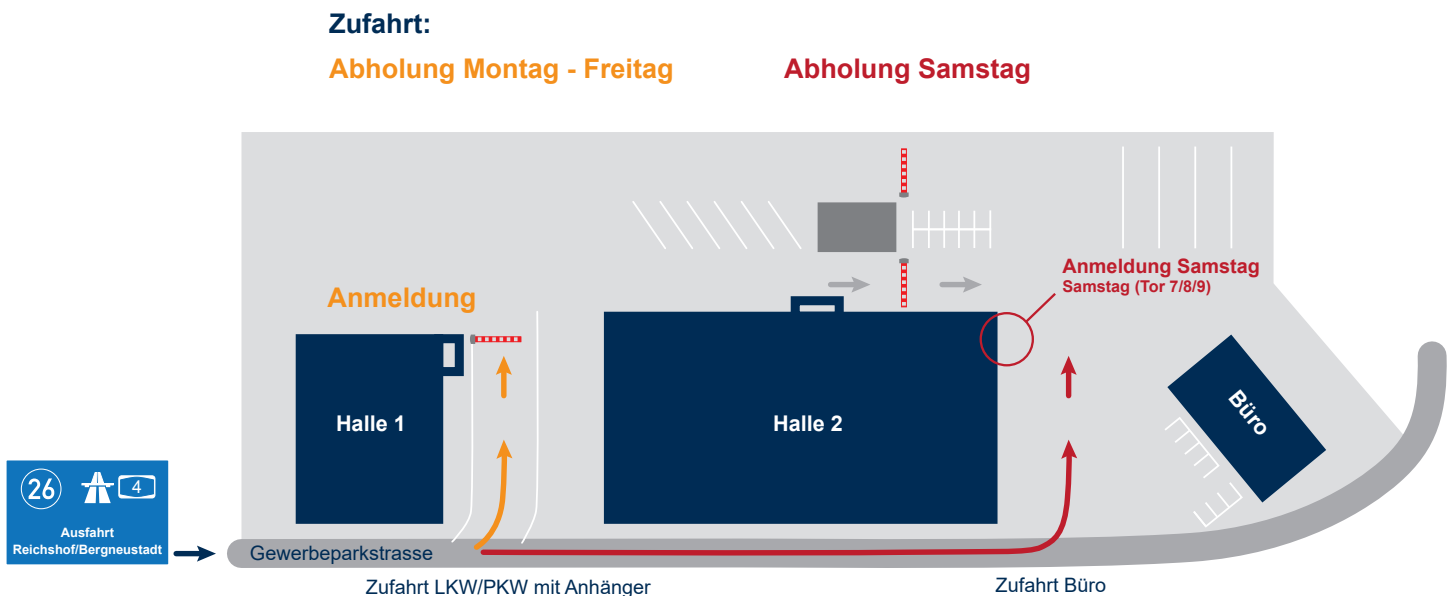 Zufahrt:
Abholung Montag - Freitag
Abholung Samstag
Anmeldung Samstag
Samstag (Tor 7/8/9)
Anmeldung
Halle 1
Halle 2
Büro
26
4
Ausfahrt
Reichshof/Bergneustadt
Gewerbeparkstrasse
Zufahrt LKW/PKW mit Anhänger
Zufahrt Büro